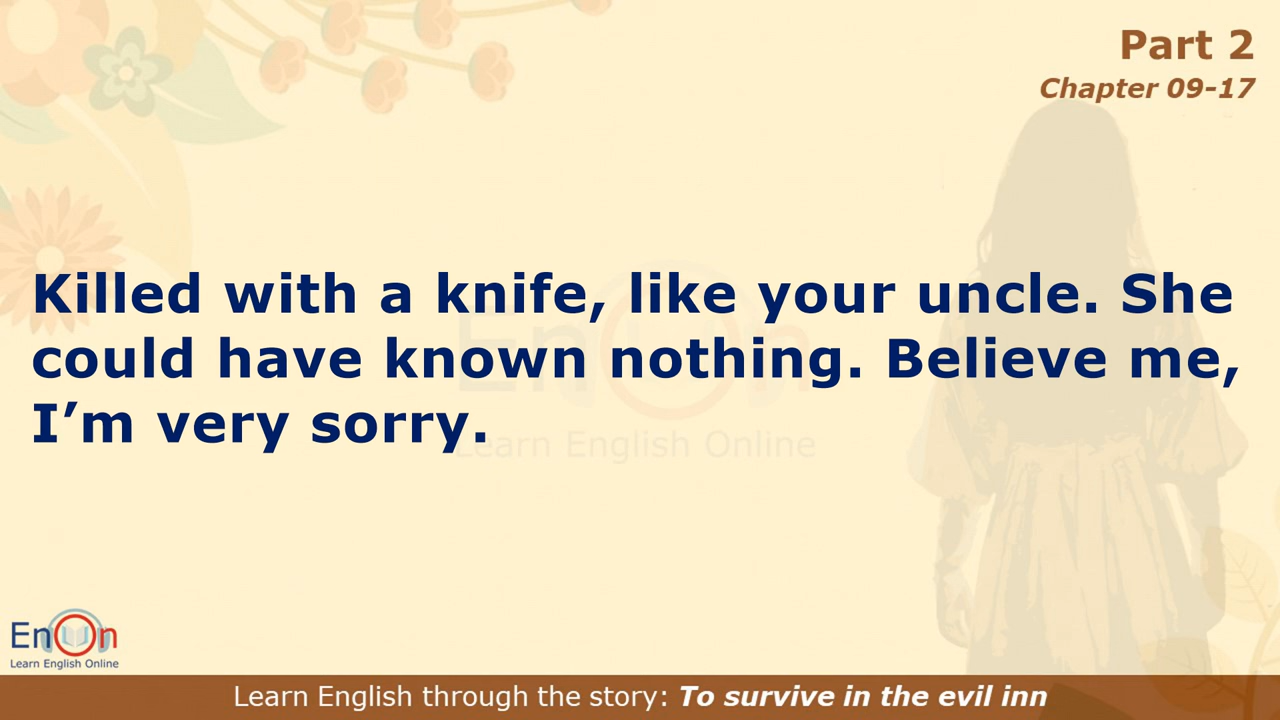 Part 2
Chapter 09-17
Killed with a knife, like your uncle. She
could have known nothing. Believe me,
I’m very sorry.
EnOn
Learn English Online
EnOn
Learn English Online
Learn English through the story: To survive in the evil inn